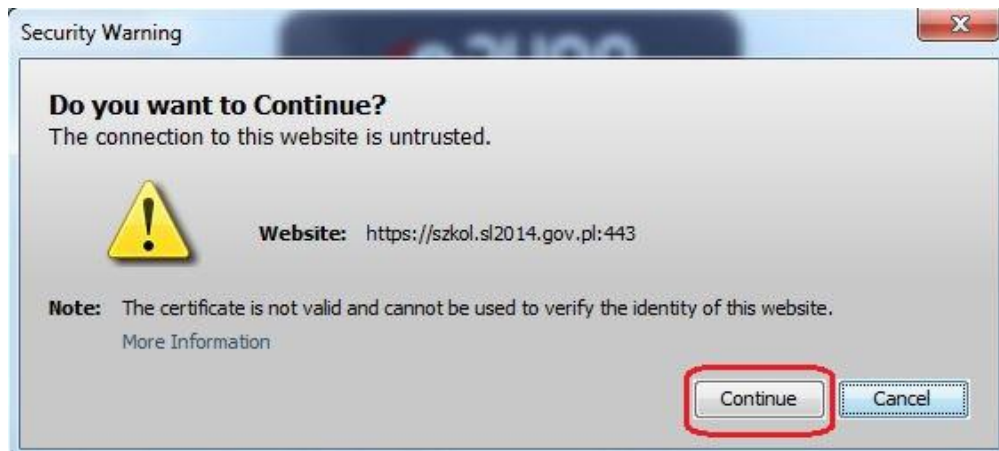 Security Warning
Do you want to Continue?
The connection to this website is untrusted.
Website: https://szkol.sl2014.gov.pl:443
Note: The certificate is not valid and cannot be used to verify the identity of this website.
More Information
Continue Cancel